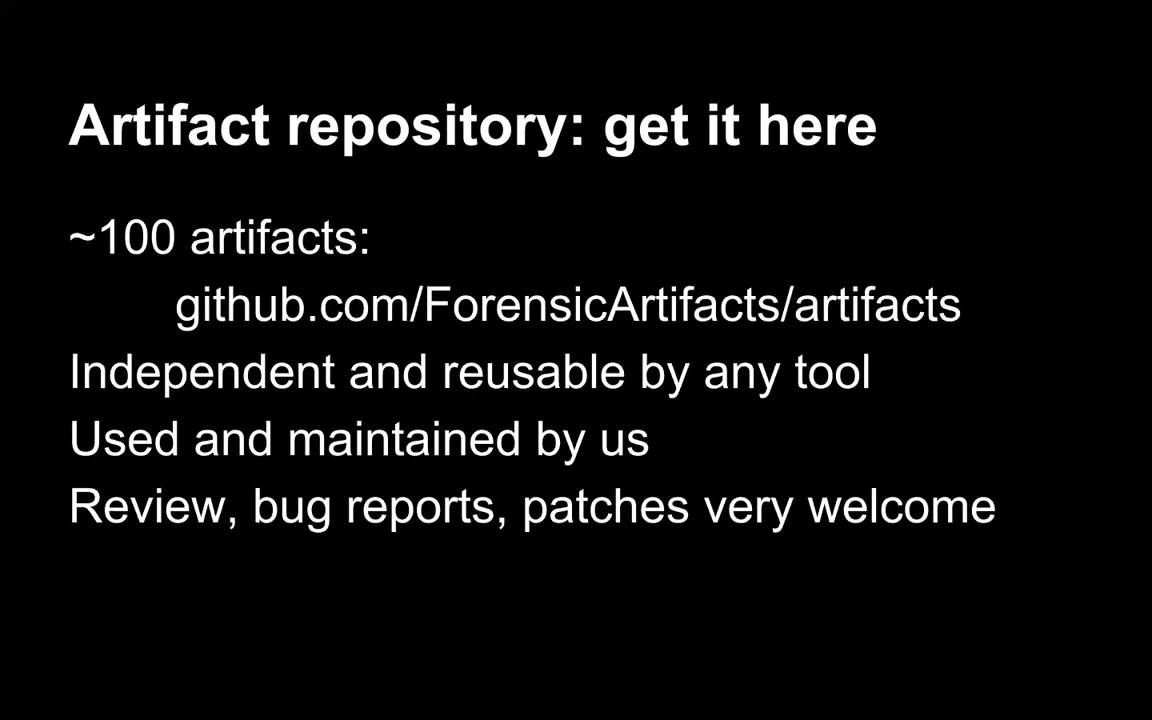 Artifact repository: get it here
~100 artifacts:
github.com/ForensicArtifacts/artifacts
Independent and reusable by any tool
Used and maintained by us
Review, bug reports, patches very welcome